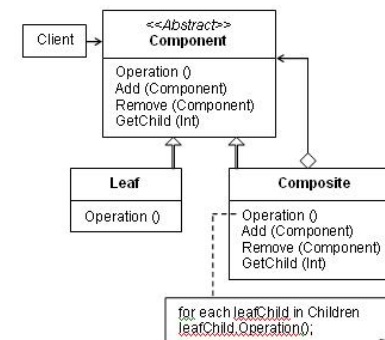 Client
<<Abstract>>
Component
Operation ()
Add (Component)
Remove (Component)
GetChild (Int)
Leaf
Operation ()
Composite
Operation ()
Add (Component)
Remove (Component)
GetChild (Int)
for each leafChild in Children
leafChild.Operation();